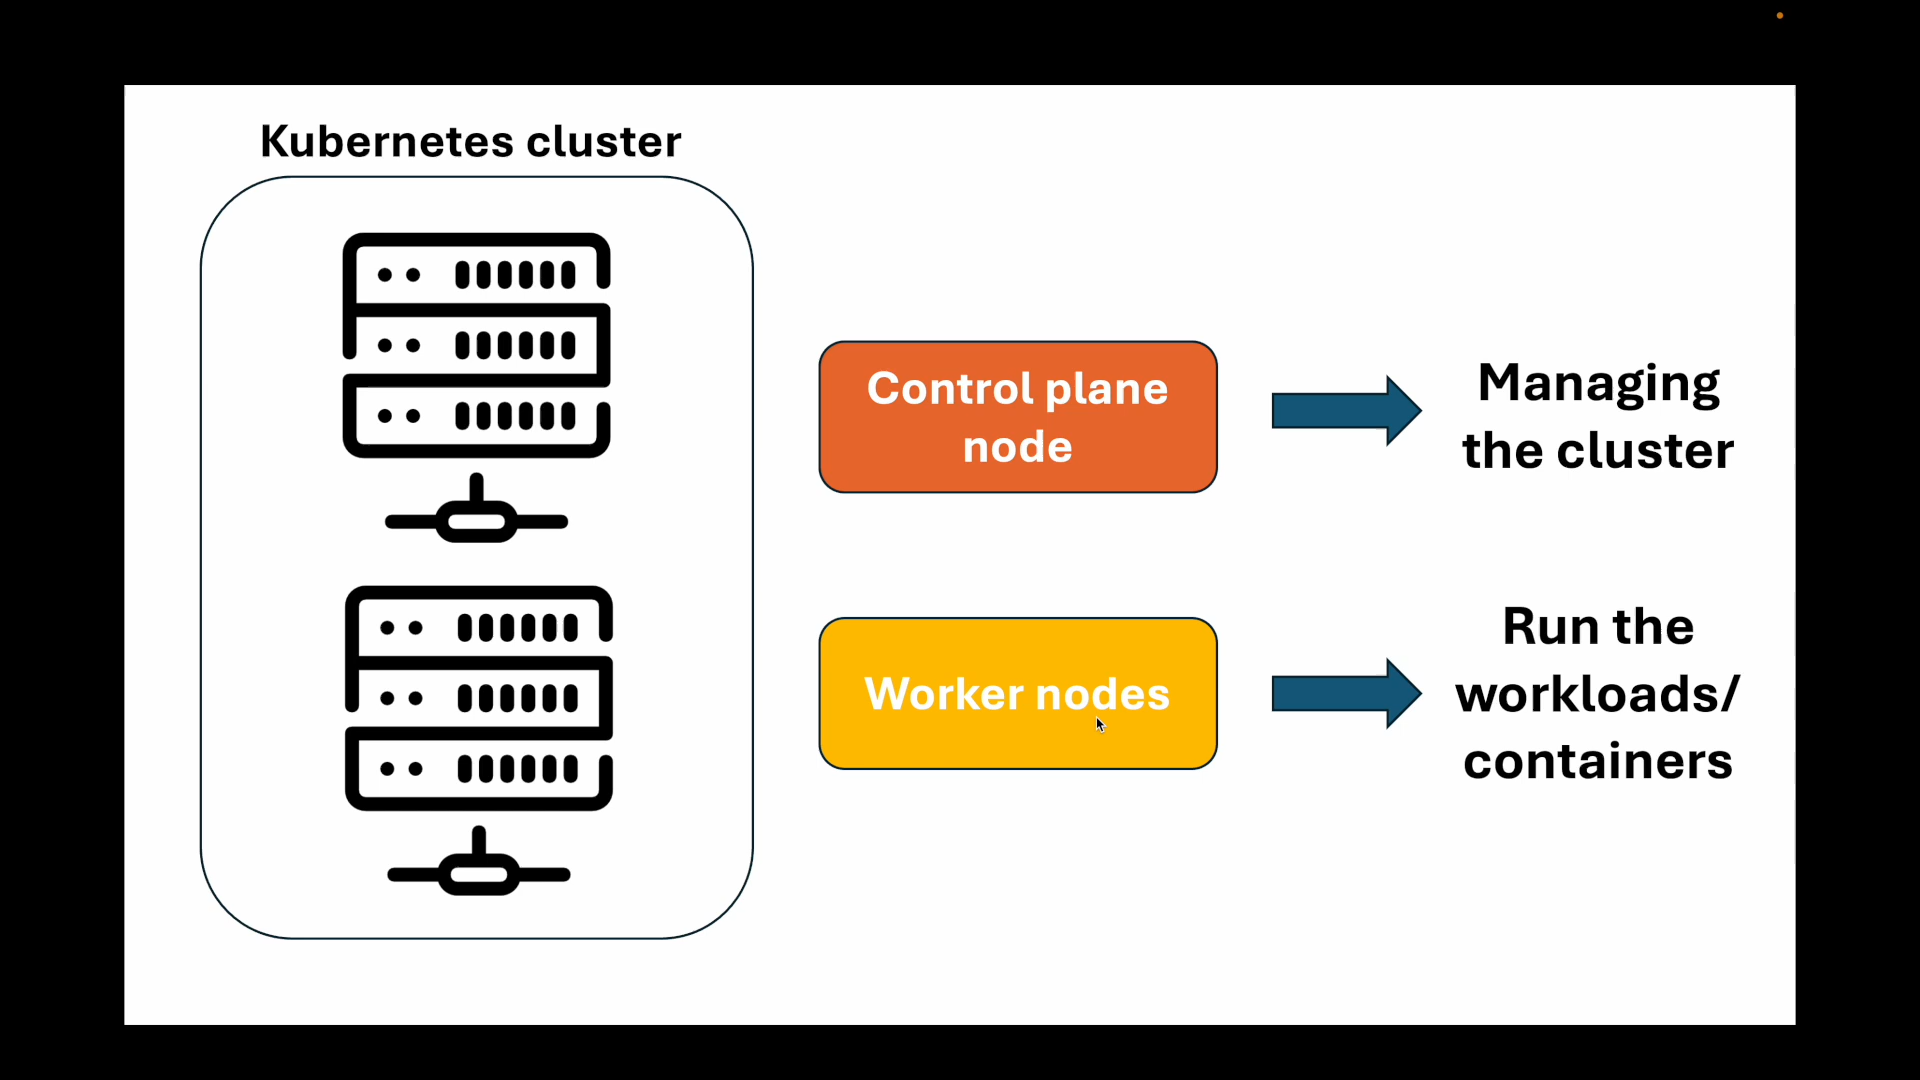 Kubernetes cluster
Control plane
node
Managing
the cluster
Worker nodes
Run the
workloads/
containers